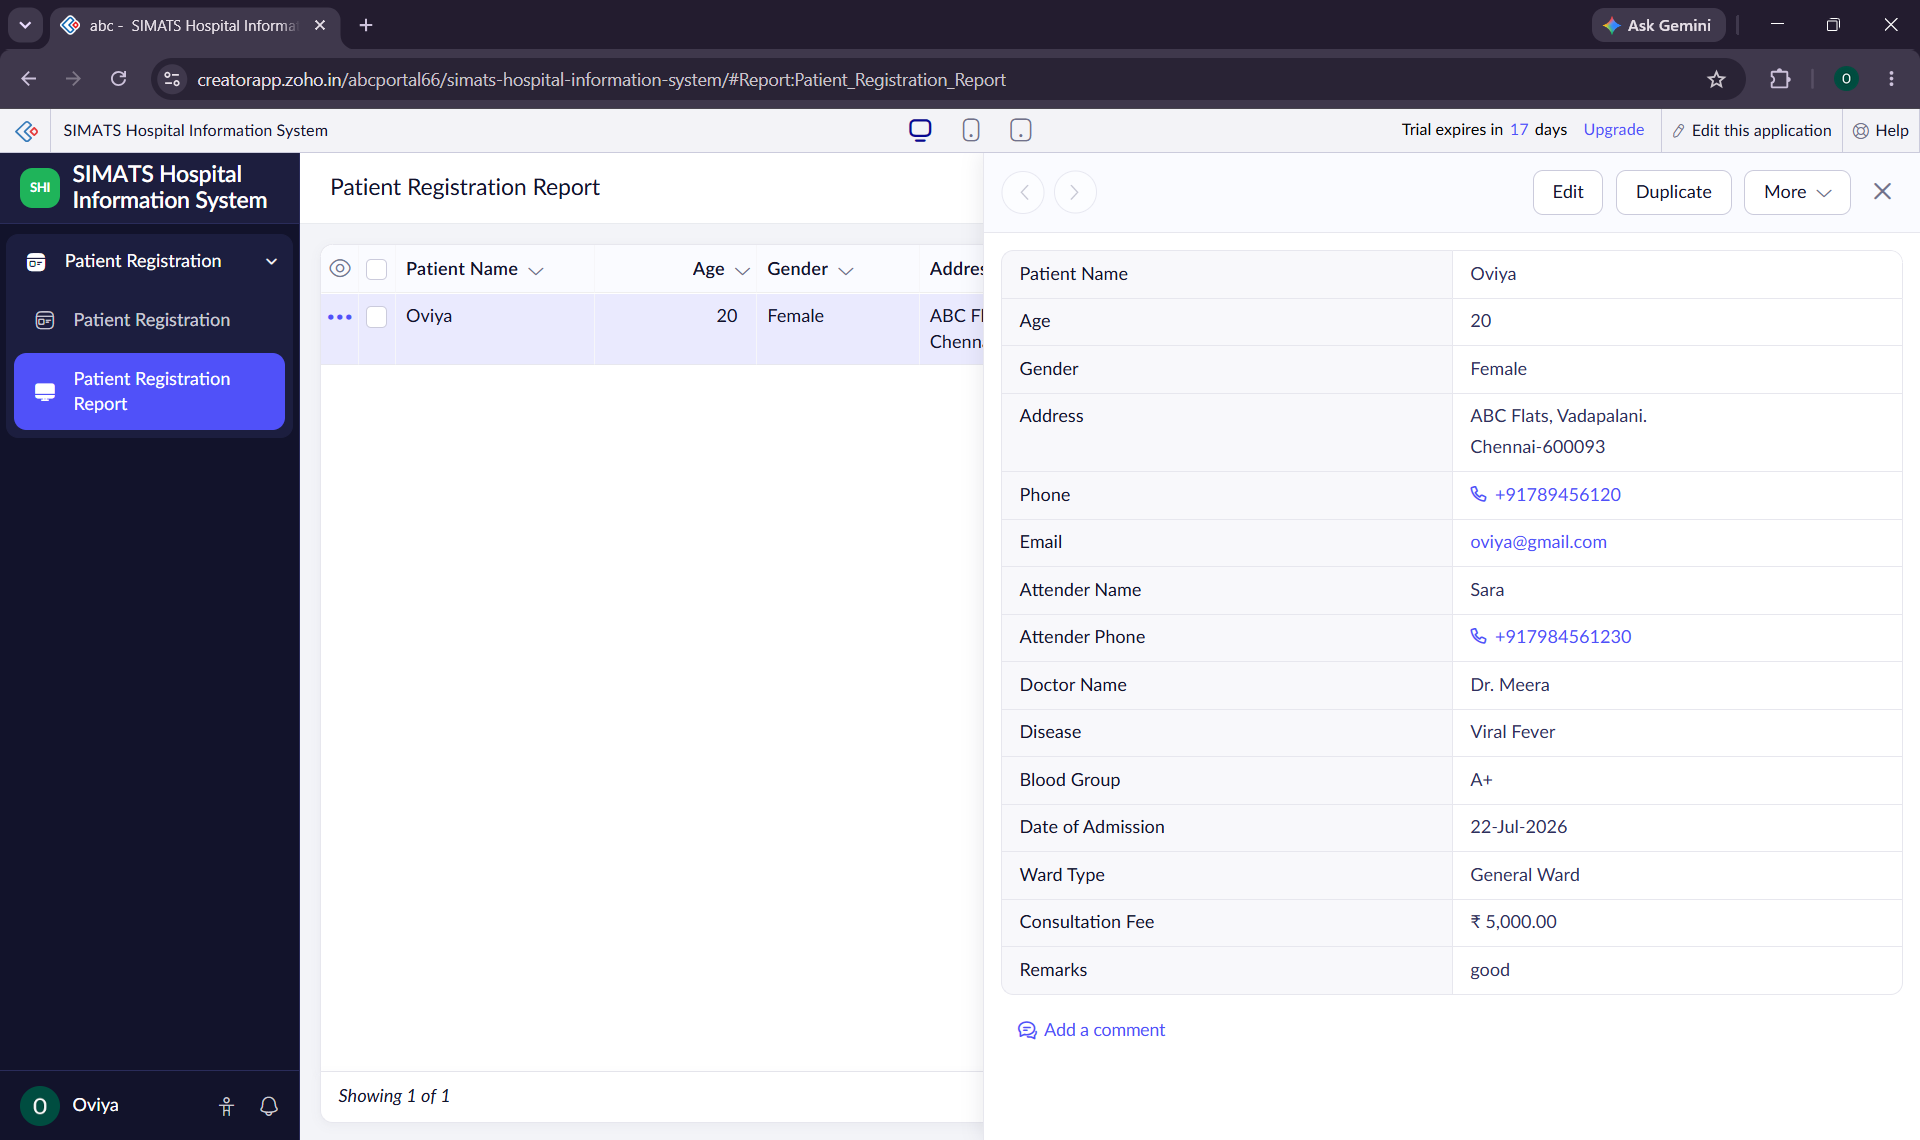 abc - SIMATS Hospital Informa
Ask Gemini
creatorapp.zoho.in/abcportal66/simats-hospital-information-system/#Report:Patient_Registration_Report
O
SIMATS Hospital Information System
Trial expires in 17 days Upgrade
Edit this application
Help
SHI
SIMATS Hospital
Information System
Patient Registration
Patient Registration
Patient Registration
Report
O
Oviya
Patient Registration Report
Patient Name Age Gender Addres
Oviya 20 Female ABC Fl
Chenna
Showing 1 of 1
Edit
Duplicate
More
Patient Name Oviya
Age 20
Gender Female
Address ABC Flats, Vadapalani.
Chennai-600093
Phone +91789456120
Email oviya@gmail.com
Attender Name Sara
Attender Phone +917984561230
Doctor Name Dr. Meera
Disease Viral Fever
Blood Group A+
Date of Admission 22-Jul-2026
Ward Type General Ward
Consultation Fee ₹ 5,000.00
Remarks good
Add a comment